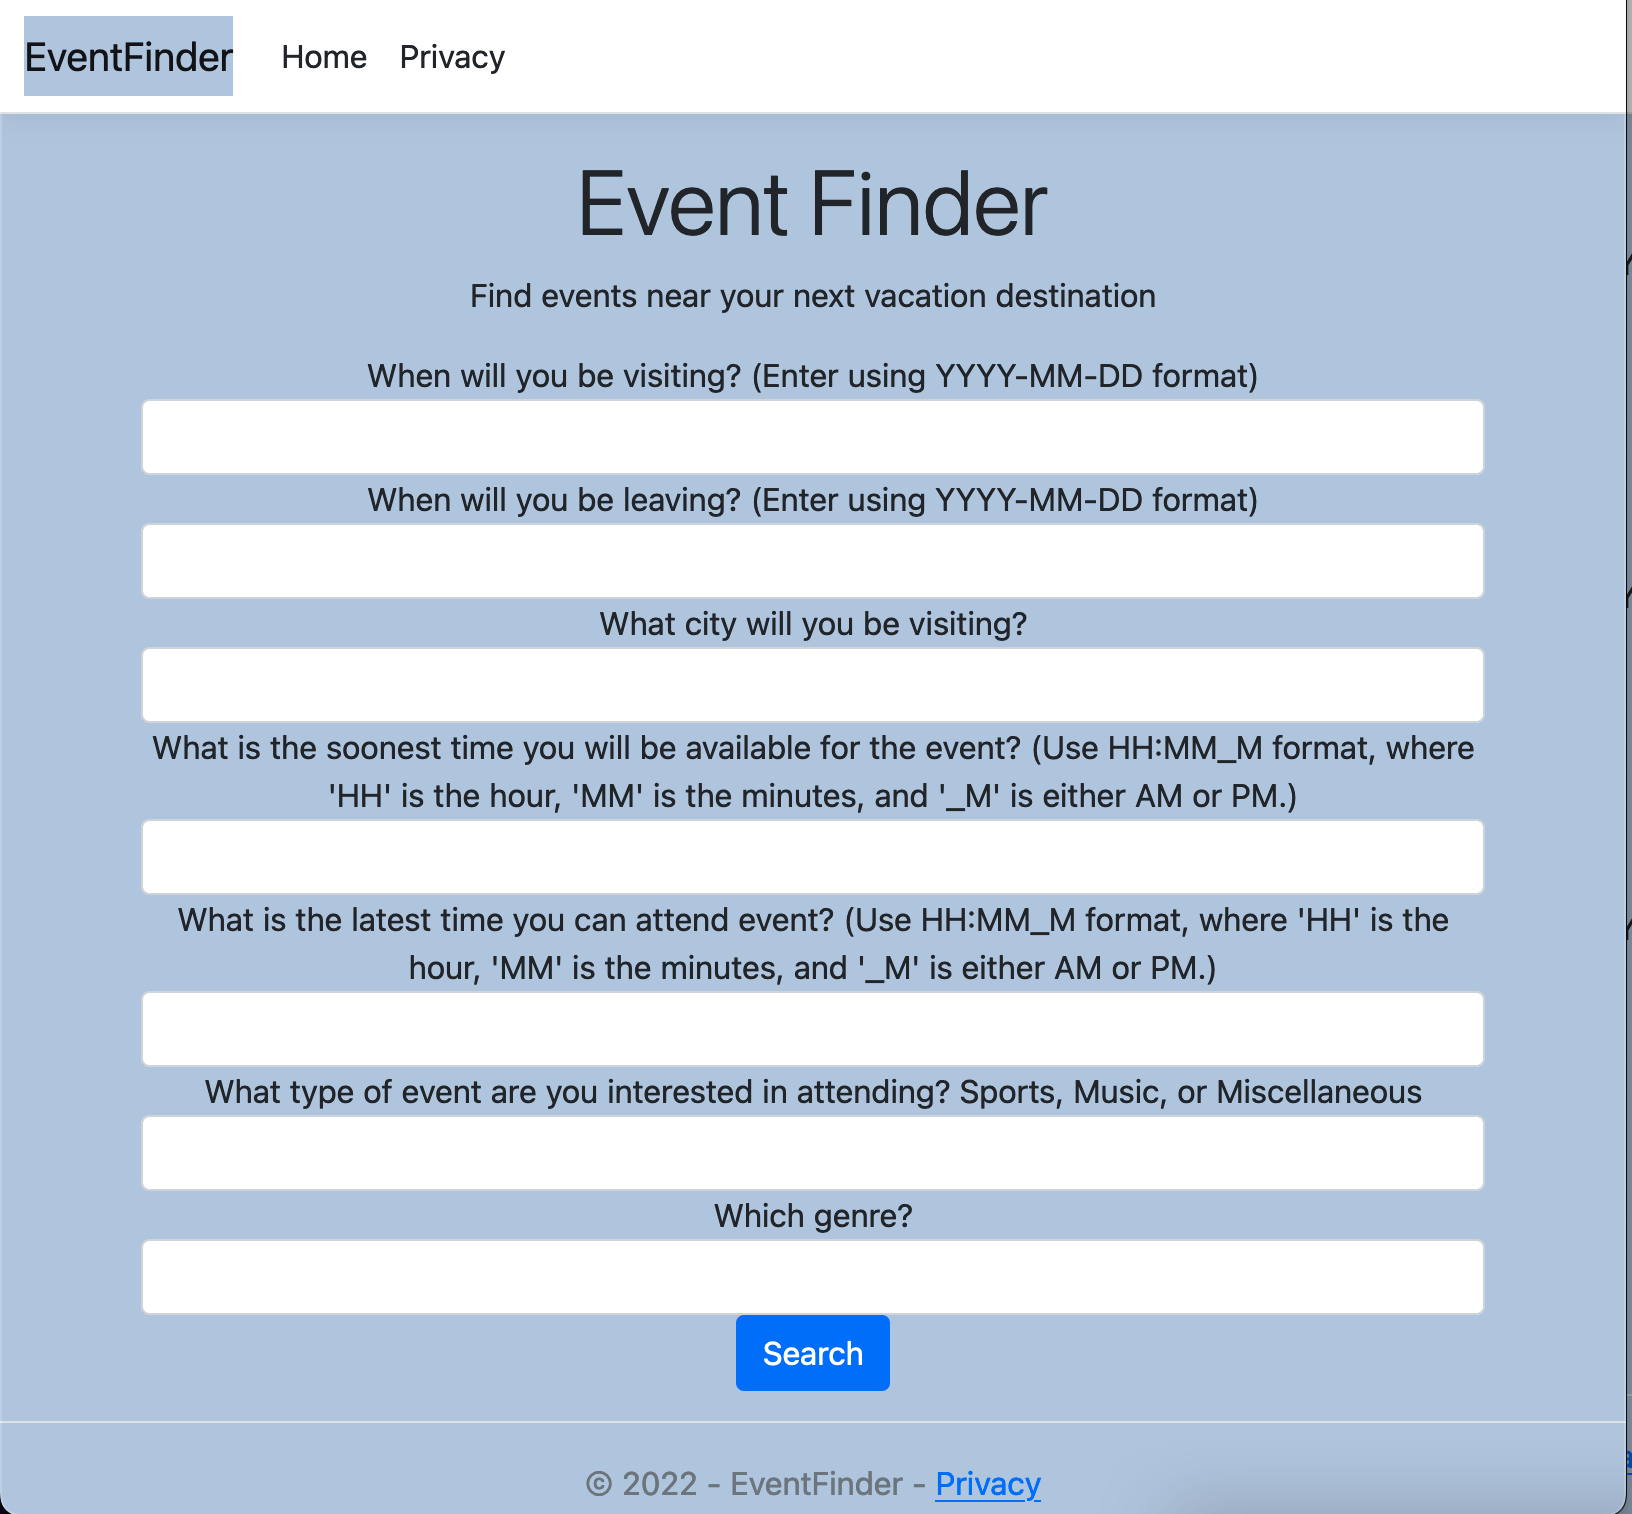 EventFinder Home Privacy
Event Finder
Find events near your next vacation destination
When will you be visiting? (Enter using YYYY-MM-DD format)
When will you be leaving? (Enter using YYYY-MM-DD format)
What city will you be visiting?
What is the soonest time you will be available for the event? (Use HH:MM_M format, where
'HH' is the hour, 'MM' is the minutes, and '_M' is either AM or PM.)
What is the latest time you can attend event? (Use HH:MM_M format, where 'HH' is the
hour, 'MM' is the minutes, and '_M' is either AM or PM.)
What type of event are you interested in attending? Sports, Music, or Miscellaneous
Which genre?
Search
© 2022 - EventFinder - Privacy